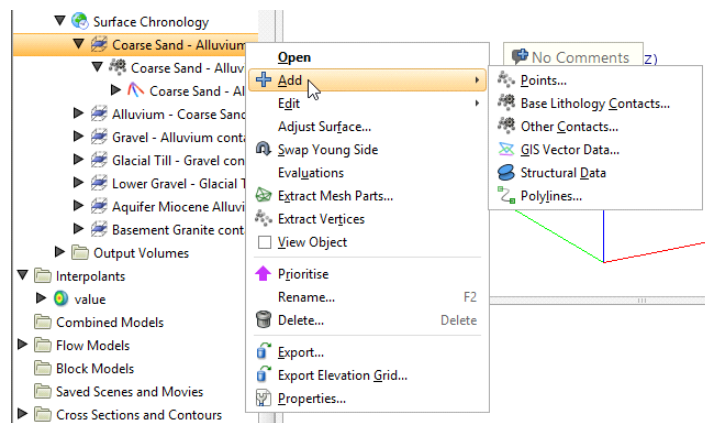 Surface Chronology
Coarse Sand - Alluvium
Coarse Sand - Alluv
Coarse Sand - Al
Alluvium - Coarse Sand
Gravel - Alluvium conta
Glacial Till - Gravel con
Lower Gravel - Glacial T
Aquifer Miocene Alluvi
Basement Granite cont
Output Volumes
Interpolants
value
Combined Models
Flow Models
Block Models
Saved Scenes and Movies
Cross Sections and Contours
Open
Add
Edit
Adjust Surface...
Swap Young Side
Evaluations
Extract Mesh Parts...
Extract Vertices
View Object
Prioritise
Rename... F2
Delete... Delete
Export...
Export Elevation Grid...
Properties...
No Comments Z)
Points...
Base Lithology Contacts...
Other Contacts...
GIS Vector Data...
Structural Data
Polylines...